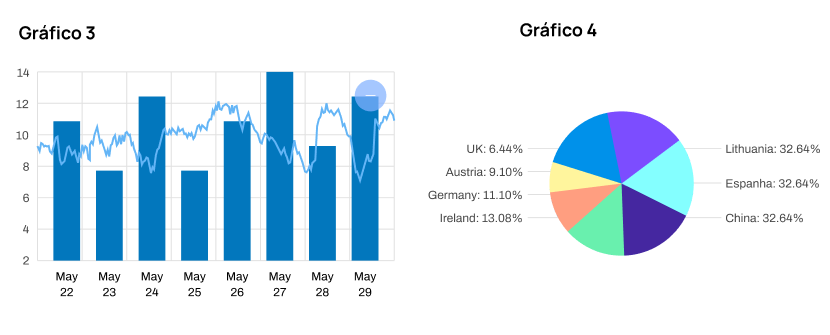 Gráfico 3
14
12
10
8
6
4
2
May 22
May 23
May 24
May 25
May 26
May 27
May 28
May 29
Gráfico 4
UK: 6.44%
Austria: 9.10%
Germany: 11.10%
Ireland: 13.08%
Lithuania: 32.64%
Espanha: 32.64%
China: 32.64%